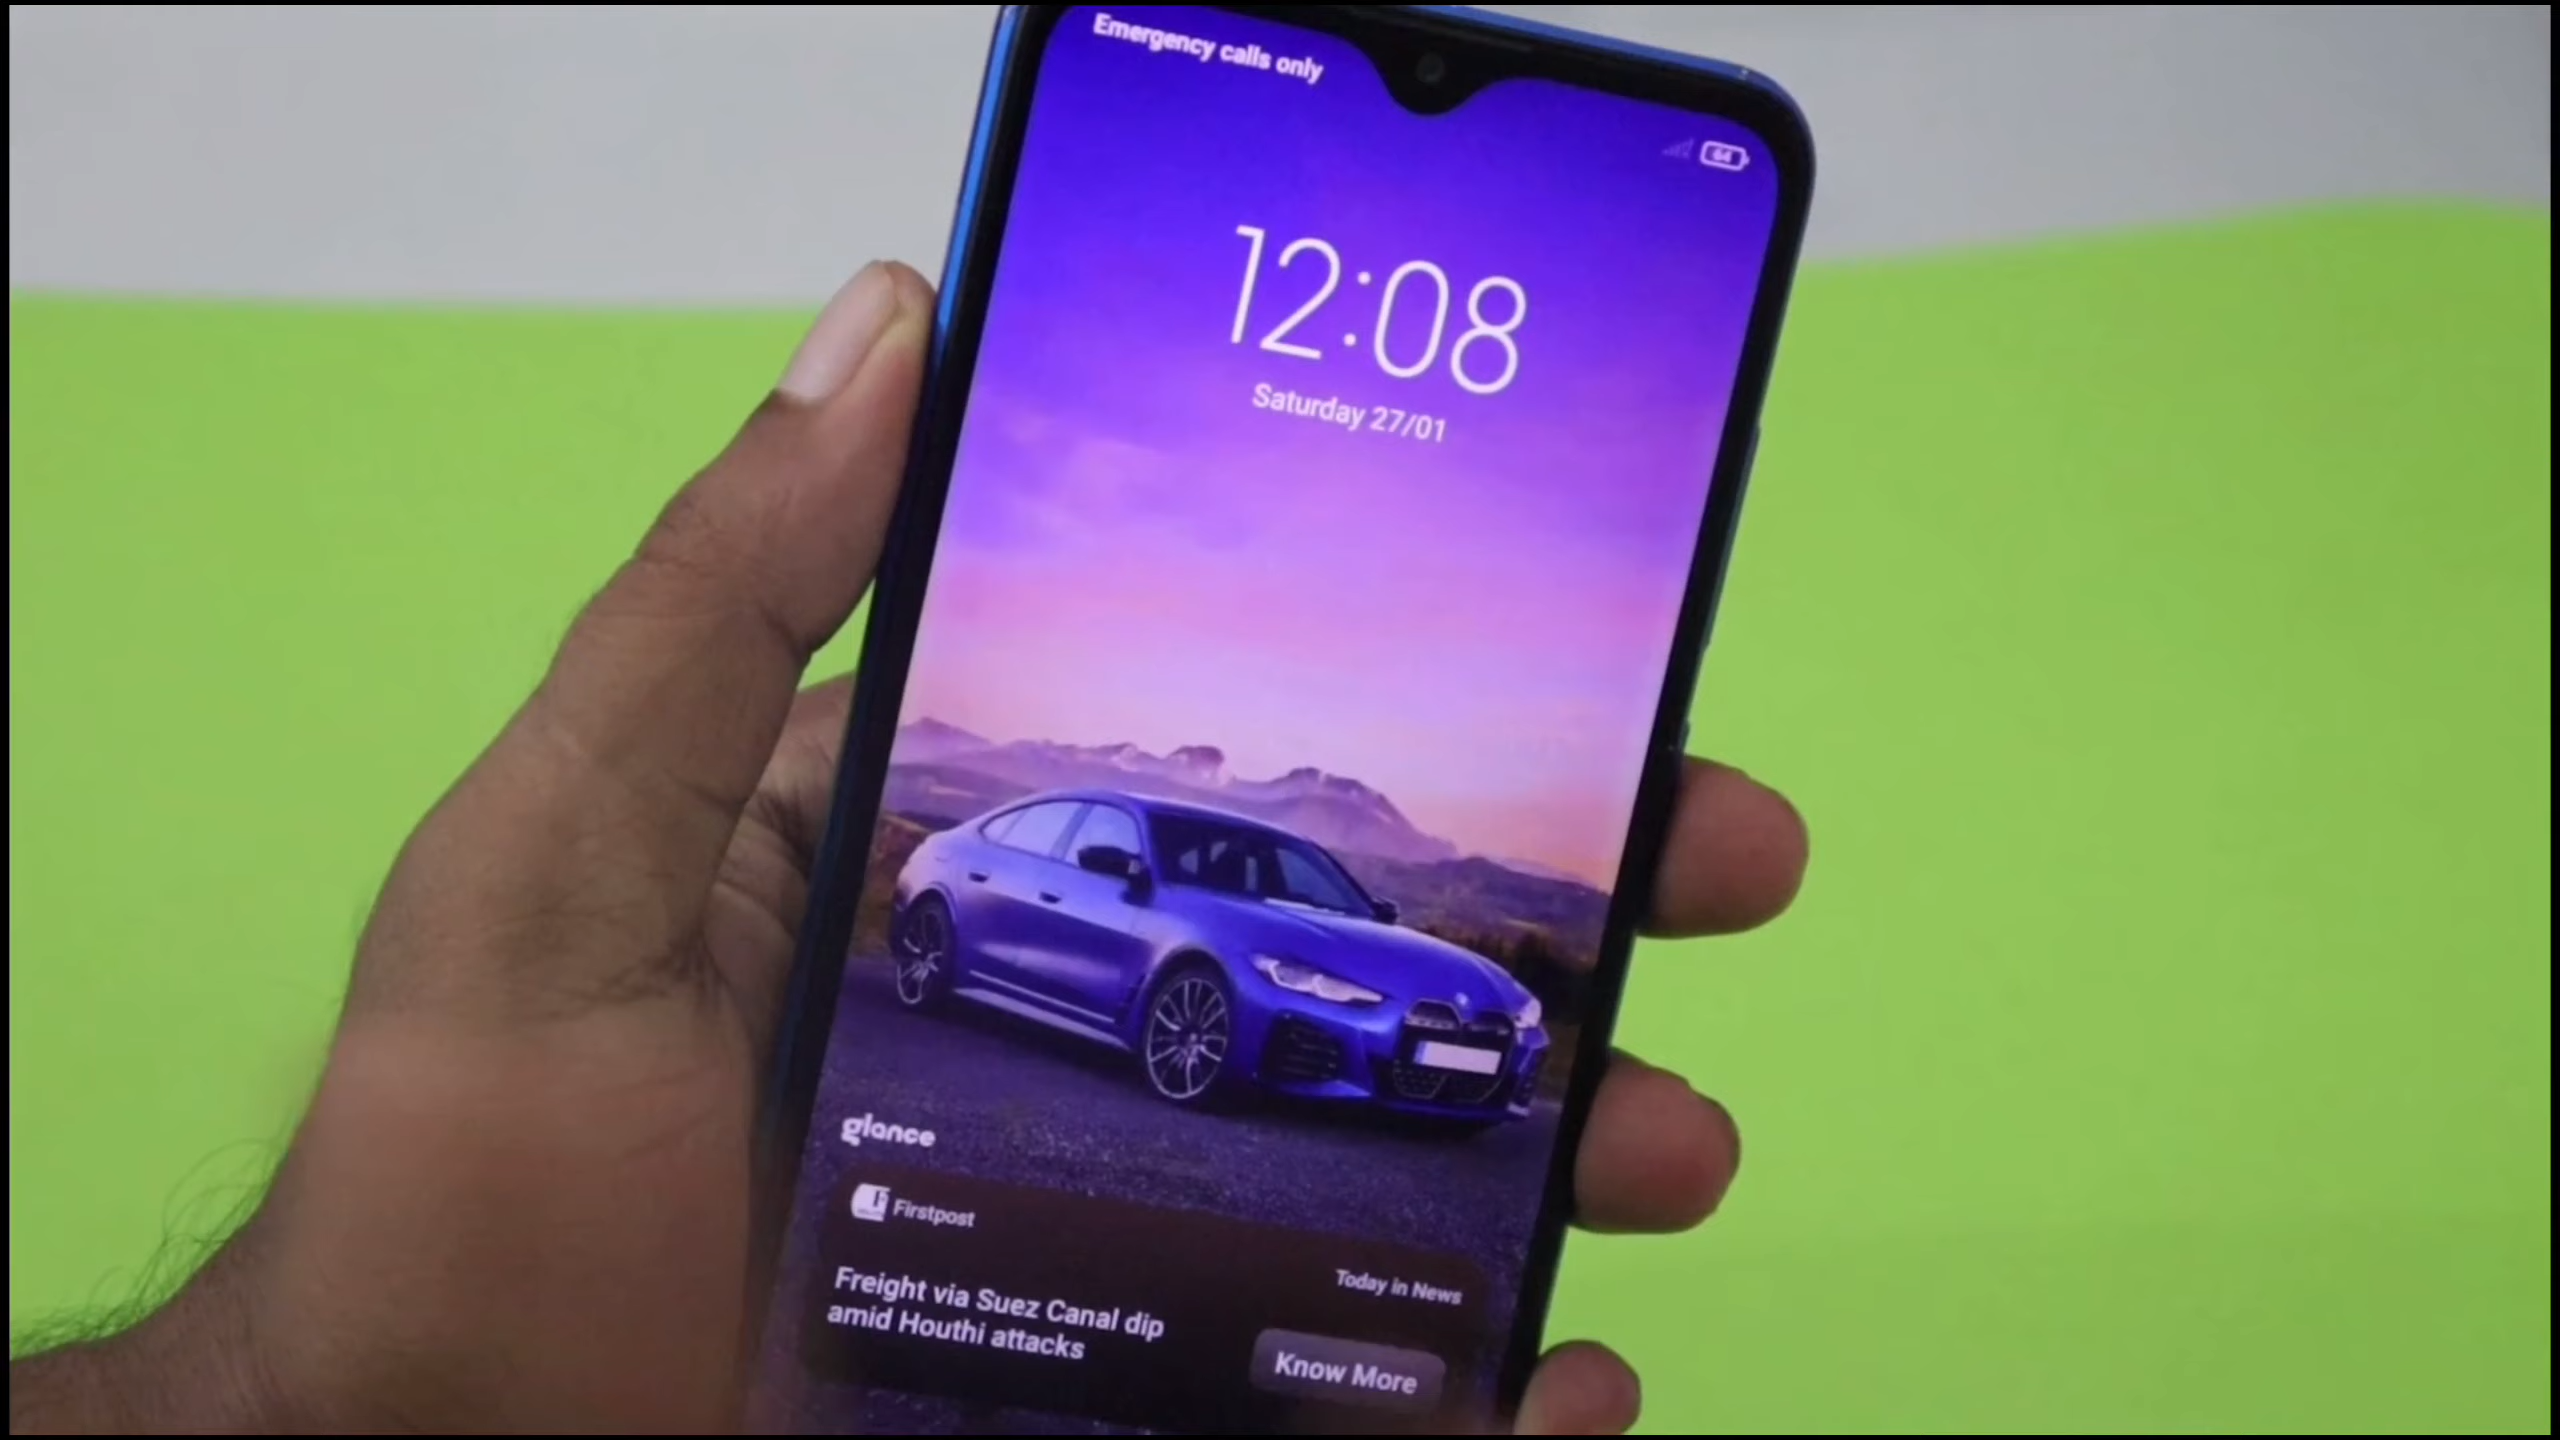 Emergency calls only
64
12:08
Saturday 27/01
glance
Firstpost
Today in News
Freight via Suez Canal dip
amid Houthi attacks
Know More